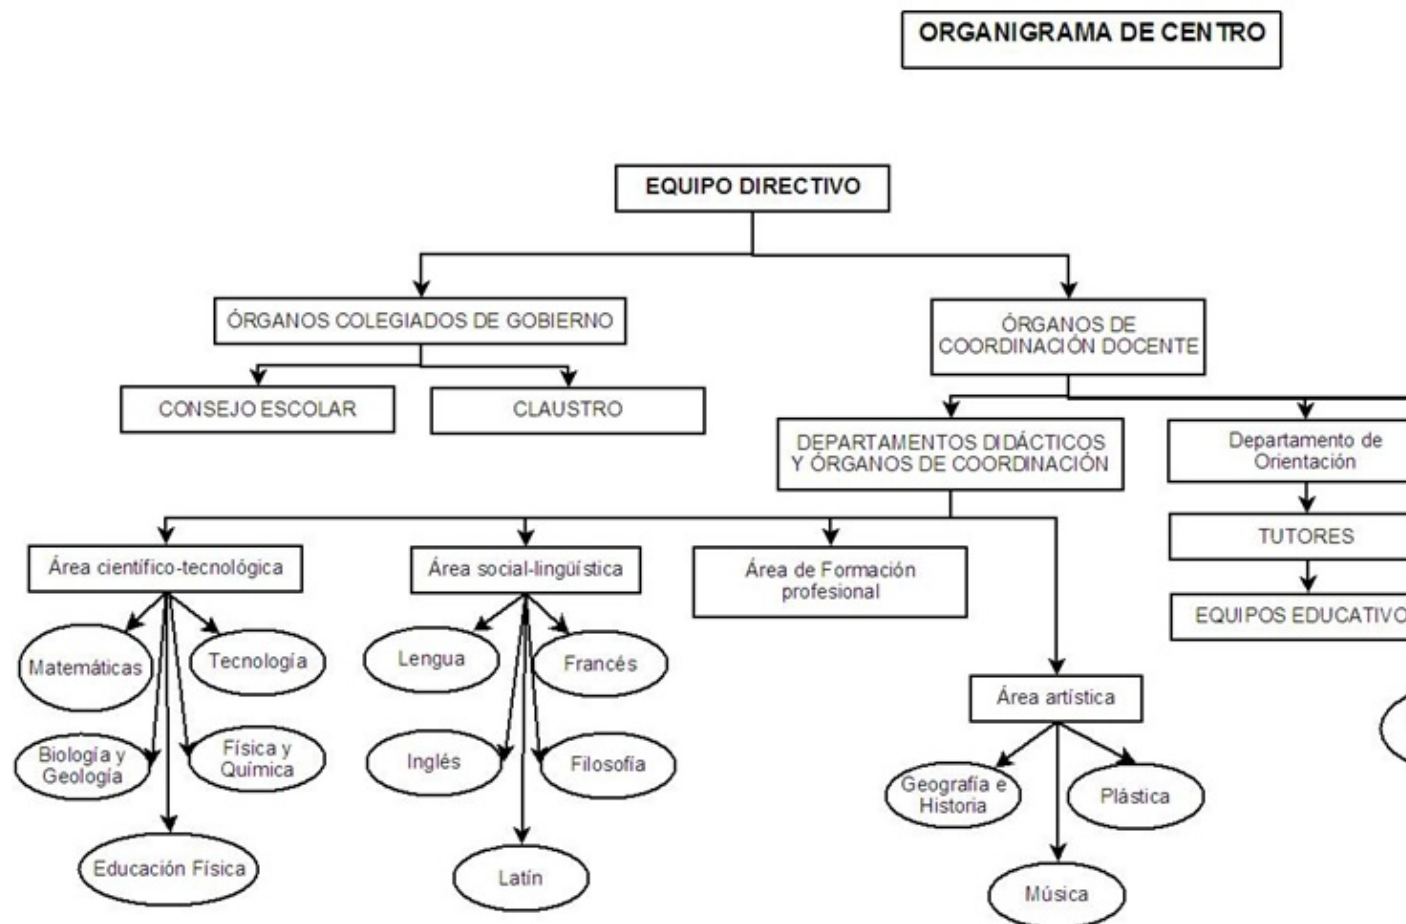 ORGANIGRAMA DE CENTRO
EQUIPO DIRECTIVO
ÓRGANOS COLEGIADOS DE GOBIERNO
ÓRGANOS DE
COORDINACIÓN DOCENTE
CONSEJO ESCOLAR
CLAUSTRO
DEPARTAMENTOS DIDÁCTICOS
Y ÓRGANOS DE COORDINACIÓN
Departamento de
Orientación
TUTORES
EQUIPOS EDUCATIVO
Área científico-tecnológica
Área social-lingüística
Área de Formación
profesional
Matemáticas
Tecnología
Biología y
Geología
Física y
Química
Educación Física
Lengua
Francés
Inglés
Filosofía
Latín
Área artística
Geografía e
Historia
Plástica
Música